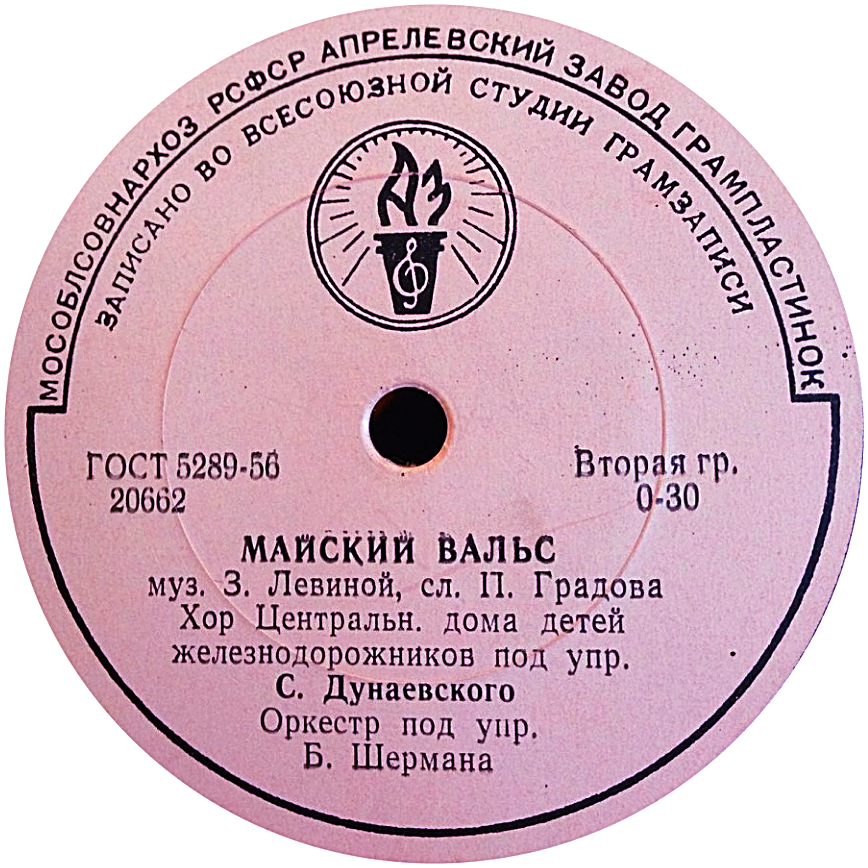 МОСОБЛСОВНАРХОЗ РСФСР АПРЕЛЕВСКИЙ ЗАВОД ГРАМПЛАСТИНОК
ЗАПИСАНО ВО ВСЕСОЮЗНОЙ СТУДИИ ГРАМЗАПИСИ
АЗ
ГОСТ 5289-56
20662
Вторая гр.
0-30
МАЙСКИЙ ВАЛЬС
муз. З. Левиной, сл. П. Градова
Хор Центральн. дома детей
железнодорожников под упр.
С. Дунаевского
Оркестр под упр.
Б. Шермана